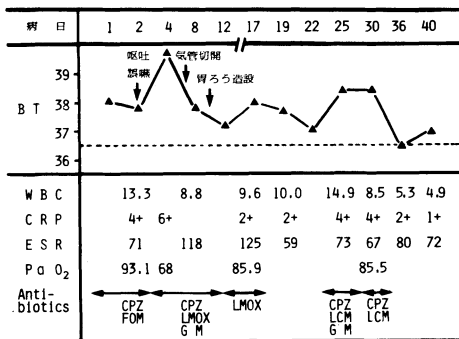 病日 1 2 4 8 12 17 19 22 25 30 36 40
嘔吐 気管切開
誤嚥 胃ろう造設
39
38
BT
37
36
WBC 13.3 8.8 9.6 10.0 14.9 8.5 5.3 4.9
CRP 4+ 6+ 2+ 2+ 4+ 4+ 2+ 1+
ESR 71 118 125 59 73 67 80 72
PaO₂ 93.1 68 85.9 85.5
Anti-
biotics CPZ CPZ LMOX CPZ CPZ
FOM LMOX LCM LCM
GM GM